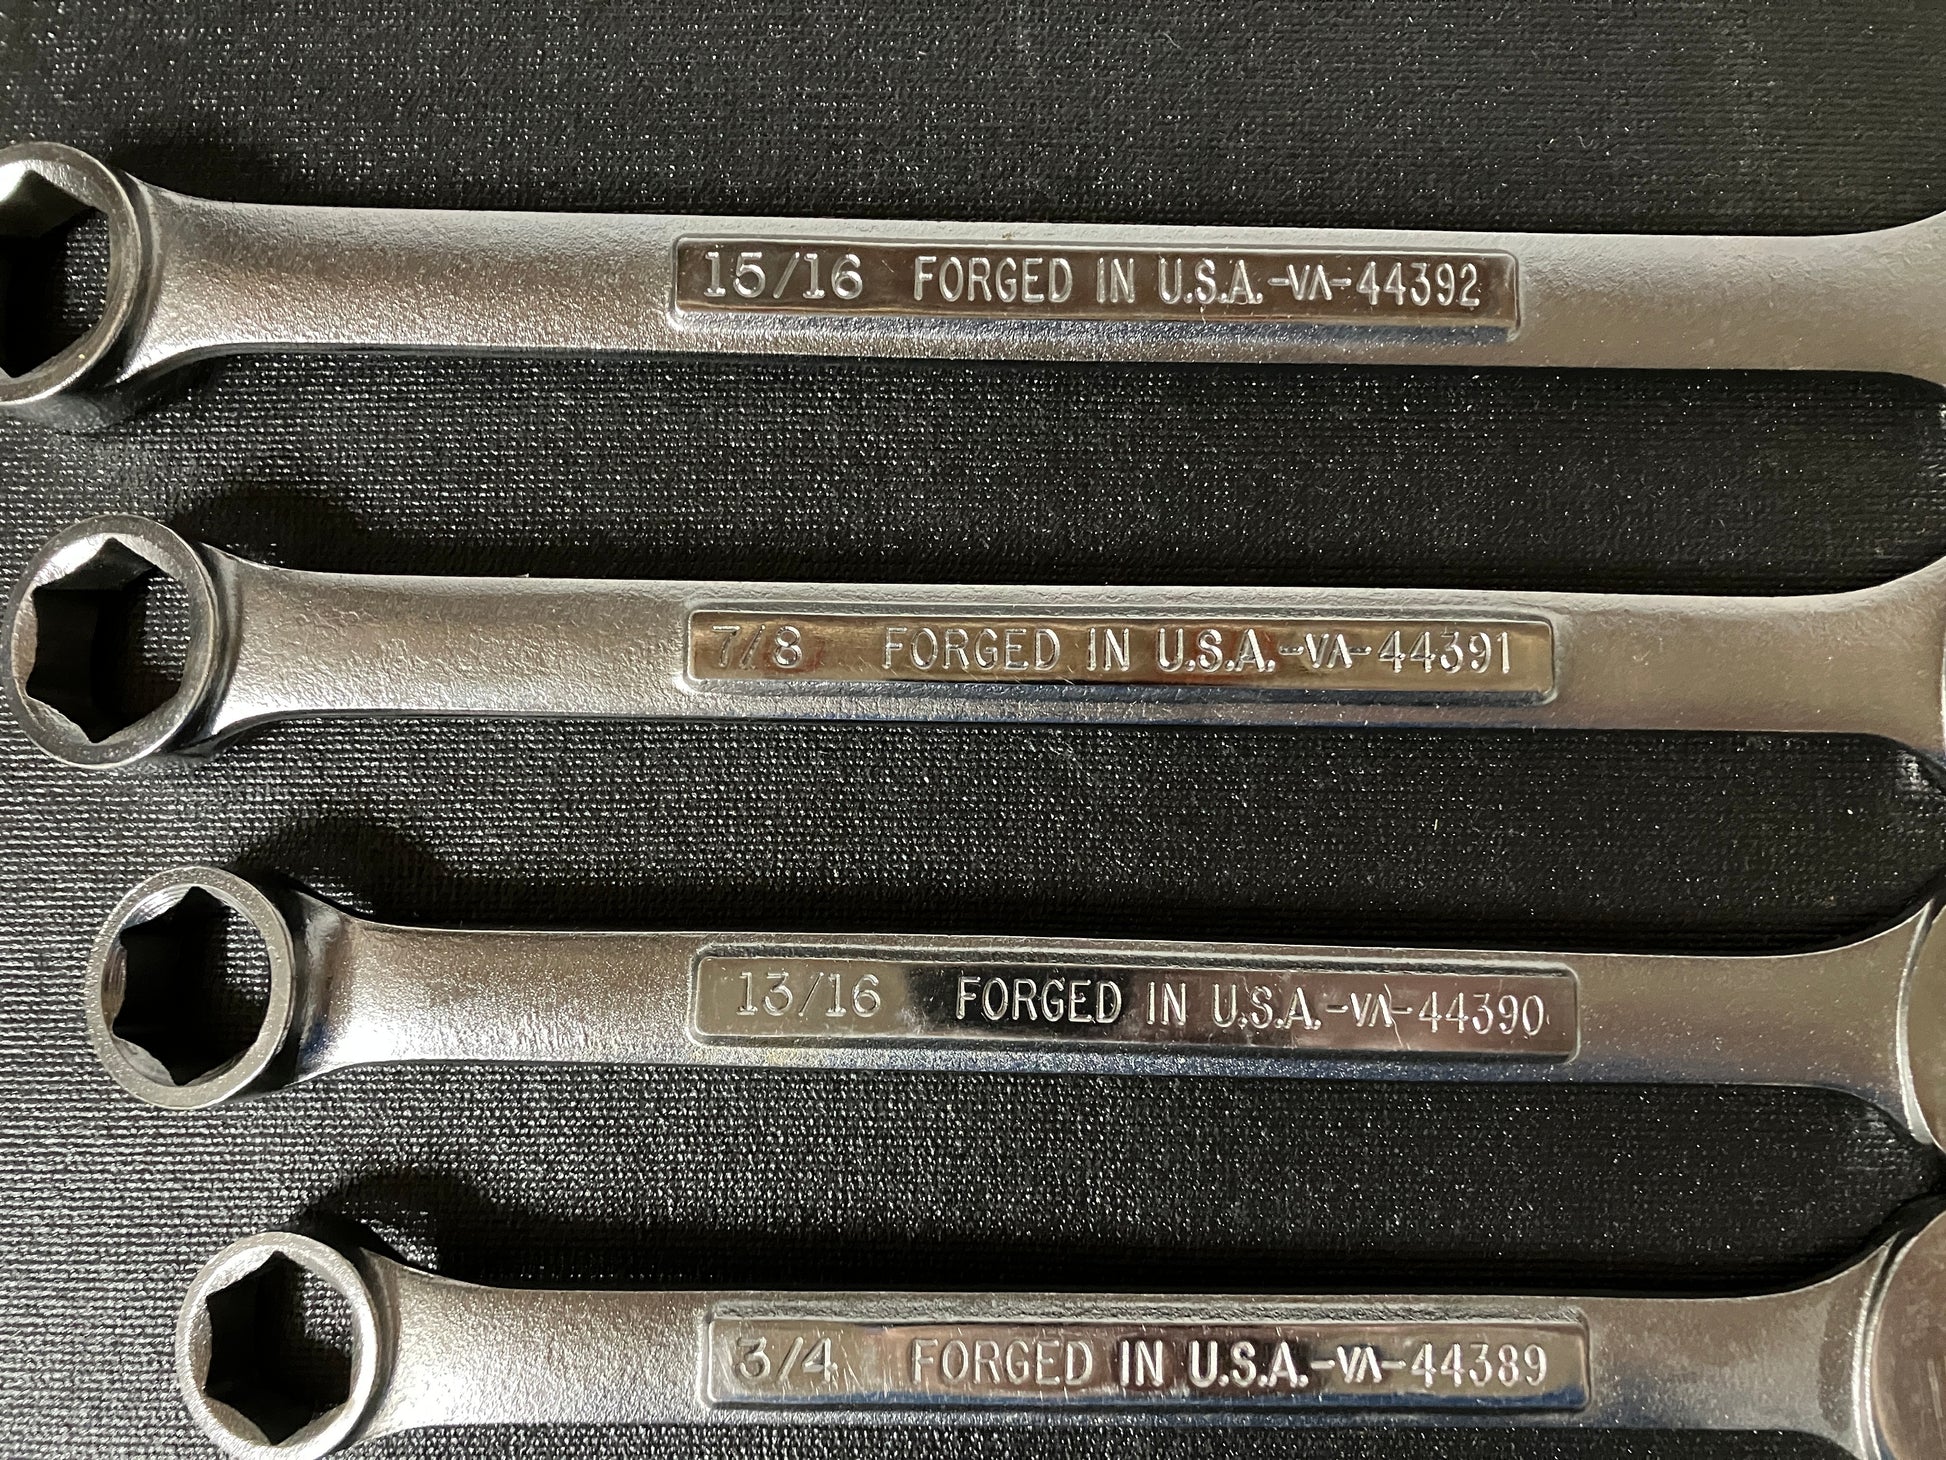 15/16 FORGED IN U.S.A.-VA-44392
7/8 FORGED IN U.S.A.-VA-44391
13/16 FORGED IN U.S.A.-VA-44390
3/4 FORGED IN U.S.A.-VA-44389